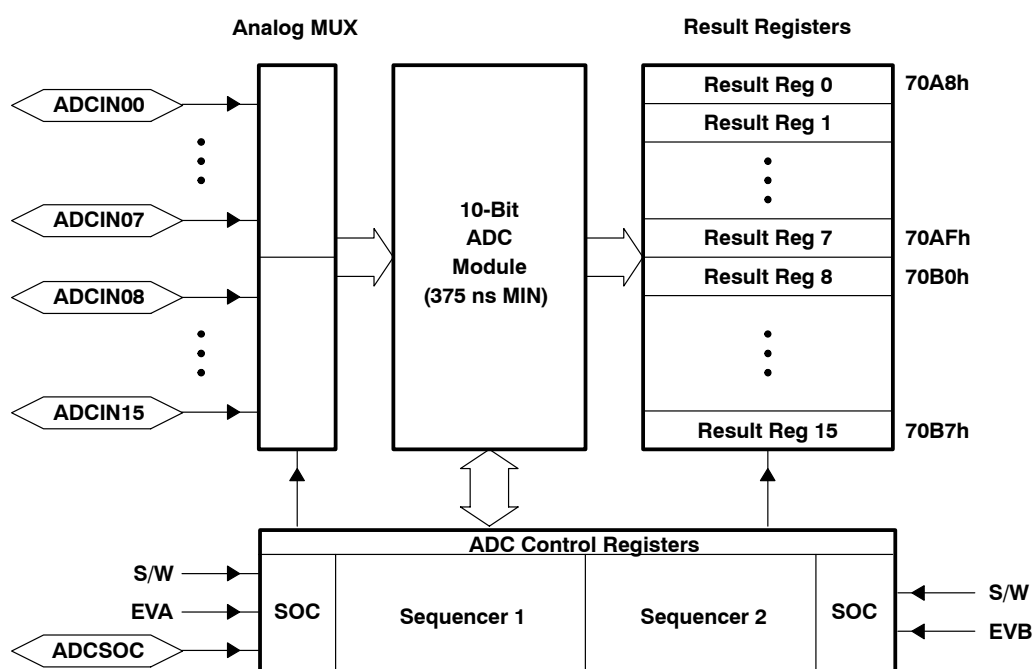 Analog MUX
Result Registers
ADCIN00
ADCIN07
ADCIN08
ADCIN15
10-Bit
ADC
Module
(375 ns MIN)
Result Reg 0
70A8h
Result Reg 1
Result Reg 7
70AFh
Result Reg 8
70B0h
Result Reg 15
70B7h
ADC Control Registers
S/W
EVA
ADCSOC
SOC
Sequencer 1
Sequencer 2
SOC
S/W
EVB